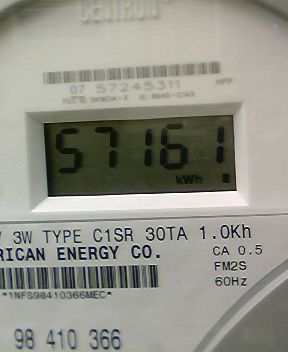 CENTRON
07 57245311
57161
kWh
3W TYPE C1SR 30TA 1.0Kh
RICAN ENERGY CO.
CA 0.5
FM2S
60Hz
*1NFS98410366MEC*
98 410 366